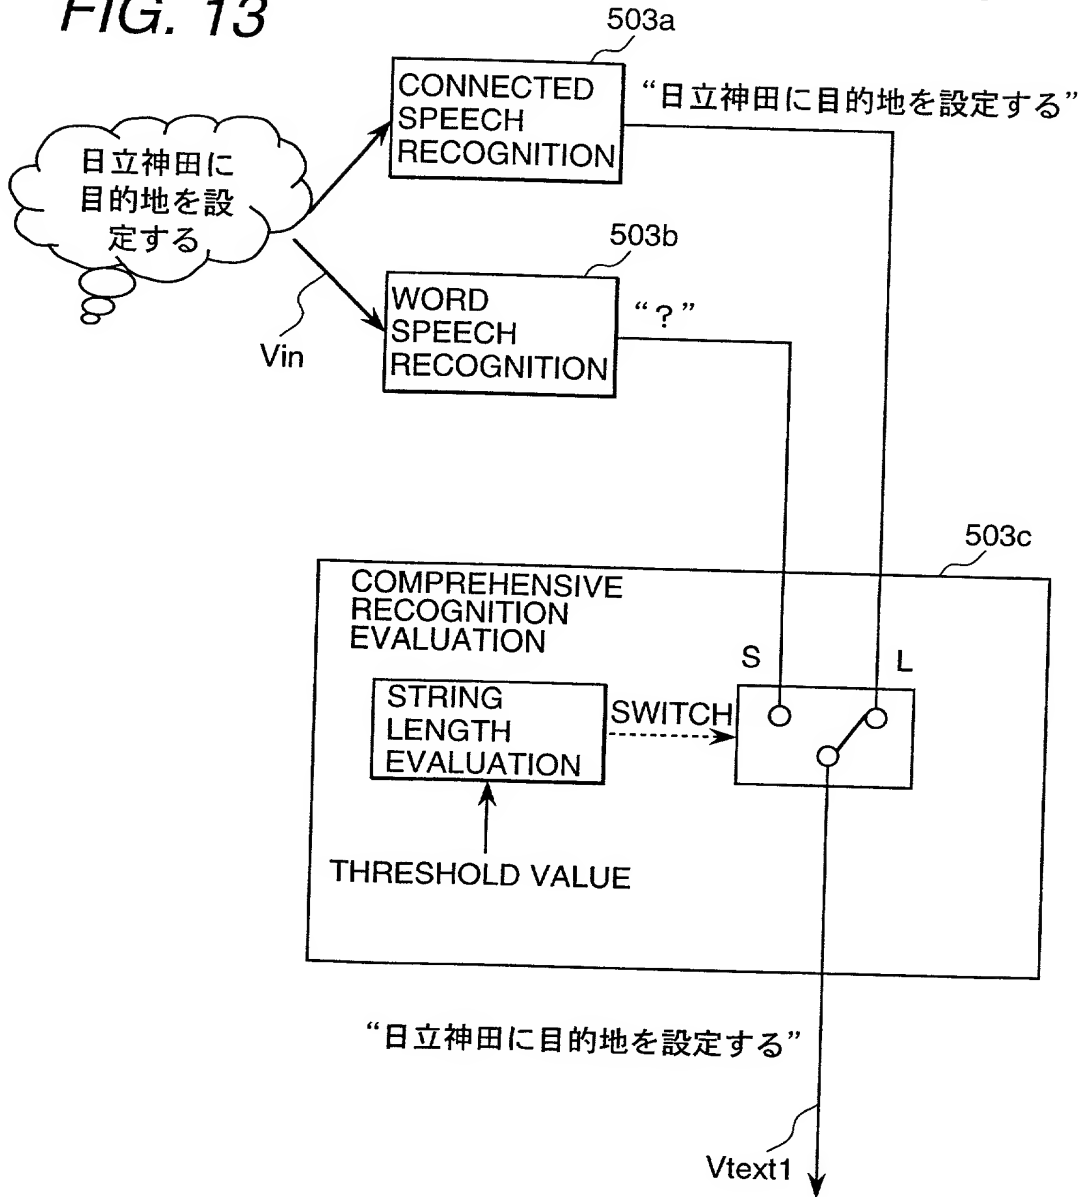 FIG. 13
503a
CONNECTED
SPEECH
RECOGNITION
“日立神田に目的地を設定する”
日立神田に
目的地を設
定する
503b
WORD
SPEECH
RECOGNITION
“？”
Vin
503c
COMPREHENSIVE
RECOGNITION
EVALUATION
S
L
STRING
LENGTH
EVALUATION
SWITCH
THRESHOLD VALUE
“日立神田に目的地を設定する”
Vtext1